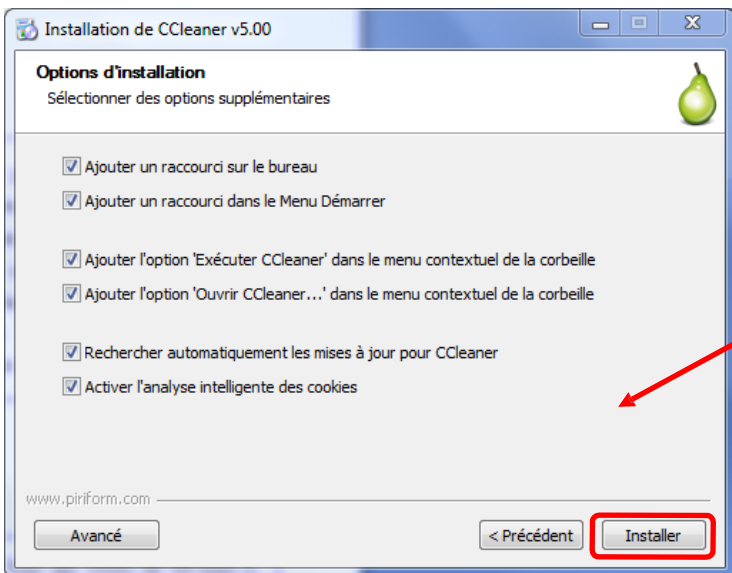 Installation de CCleaner v5.00
Options d'installation
Sélectionner des options supplémentaires
Ajouter un raccourci sur le bureau
Ajouter un raccourci dans le Menu Démarrer
Ajouter l'option 'Exécuter CCleaner' dans le menu contextuel de la corbeille
Ajouter l'option 'Ouvrir CCleaner...' dans le menu contextuel de la corbeille
Rechercher automatiquement les mises à jour pour CCleaner
Activer l'analyse intelligente des cookies
www.piriform.com
Avancé
< Précédent
Installer